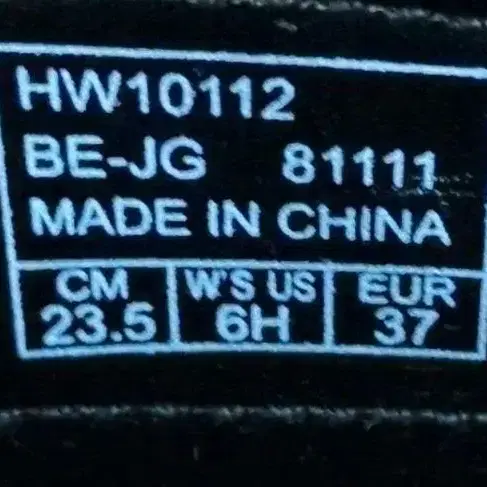 HW10112
BE-JG 81111
MADE IN CHINA
CM W'S US EUR
23.5 6H 37